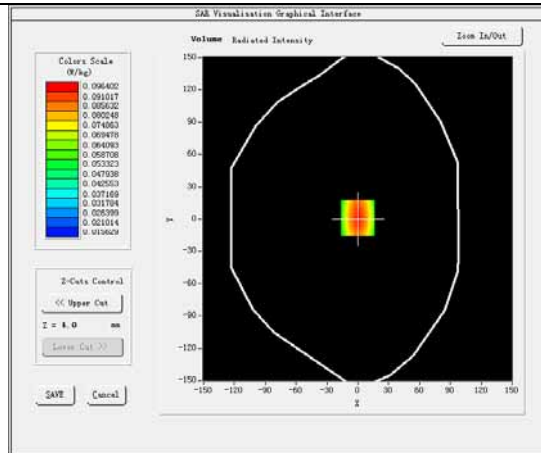 SAR Visualisation Graphical Interface
Volume Radiated Intensity
Zoom In/Out
Colors Scale
(W/kg)
0.096402
0.091017
0.085632
0.080248
0.074863
0.069478
0.064093
0.058708
0.053323
0.047938
0.042553
0.037169
0.031784
0.026399
0.021014
0.015629
150
120
90
60
30
0
-30
-60
-90
-120
-150
Y
-150 -120 -90 -60 -30 0 30 60 90 120 150
X
Z-Cuts Control
<< Upper Cut
Z = 4.0 mm
Lower Cut >>
SAVE Cancel